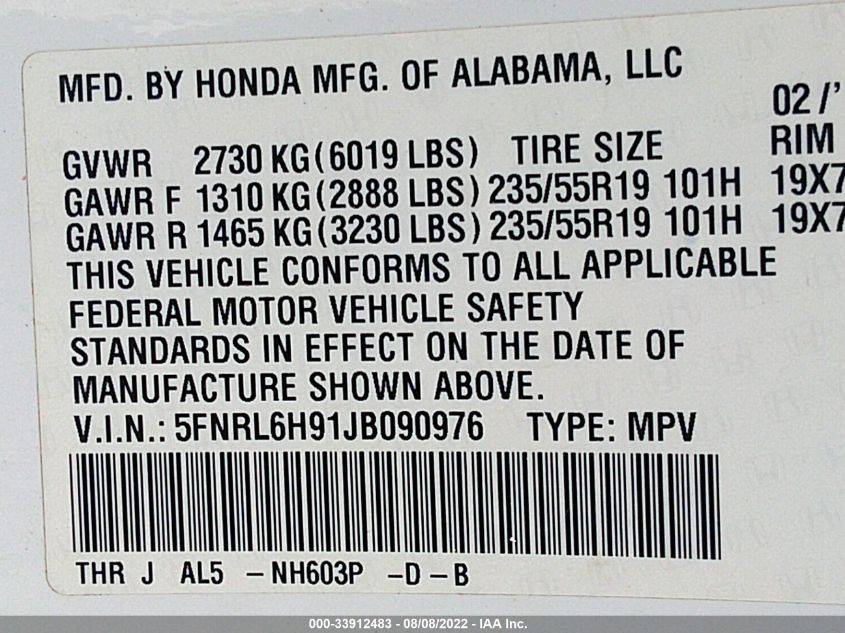 MFD. BY HONDA MFG. OF ALABAMA, LLC
02/'
GVWR 2730 KG(6019 LBS) TIRE SIZE RIM
GAWR F 1310 KG(2888 LBS) 235/55R19 101H 19X7
GAWR R 1465 KG(3230 LBS) 235/55R19 101H 19X7
THIS VEHICLE CONFORMS TO ALL APPLICABLE
FEDERAL MOTOR VEHICLE SAFETY
STANDARDS IN EFFECT ON THE DATE OF
MANUFACTURE SHOWN ABOVE.
V.I.N.: 5FNRL6H91JB090976 TYPE: MPV
THR J AL5 -NH603P -D-B
000-33912483 - 08/08/2022 - IAA Inc.